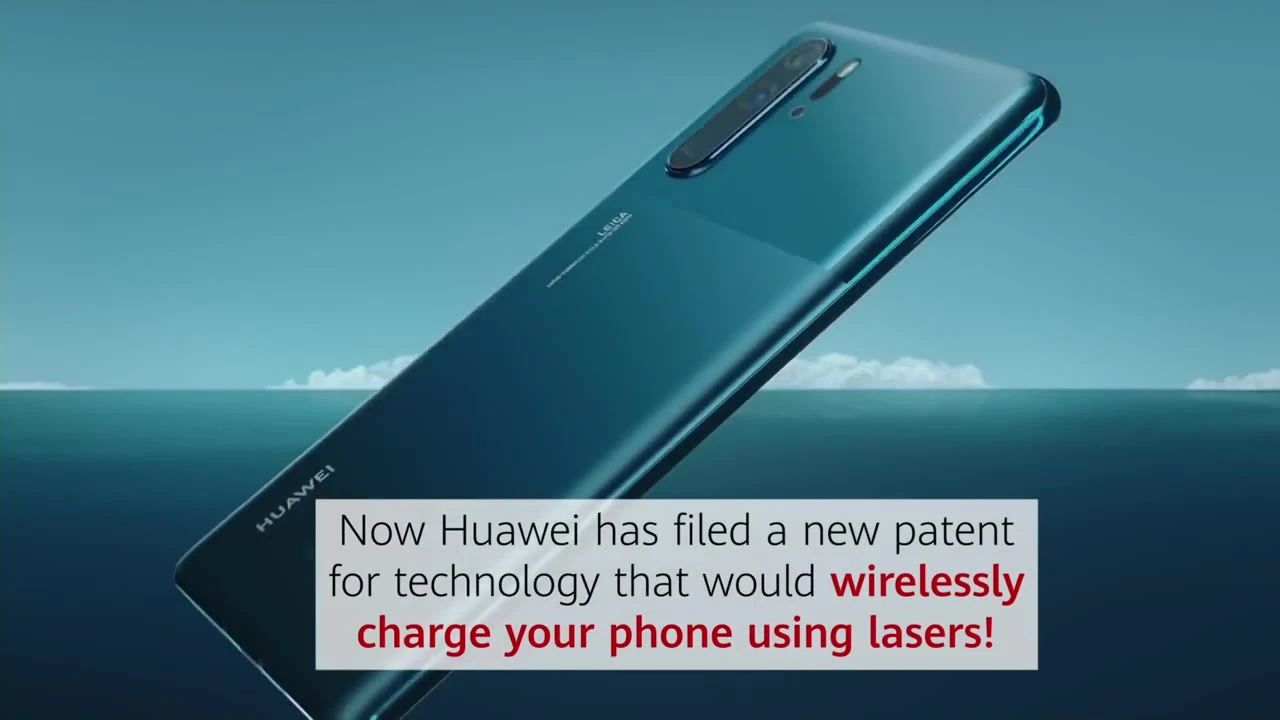 LEICA
HUAWEI
Now Huawei has filed a new patent
for technology that would wirelessly
charge your phone using lasers!